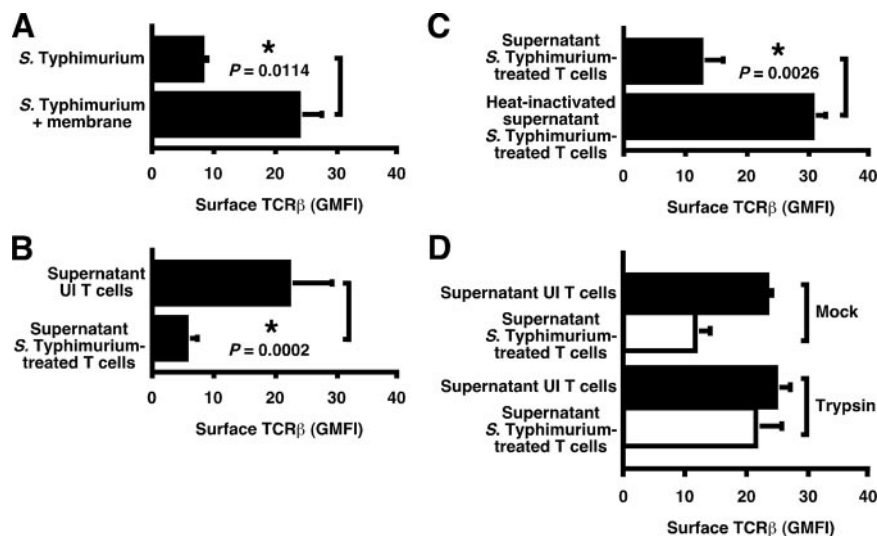 A
S. Typhimurium
*
P = 0.0114
S. Typhimurium
+ membrane
0 10 20 30 40
Surface TCRβ (GMFI)
B
Supernatant
UI T cells
Supernatant
S. Typhimurium-
treated T cells
*
P = 0.0002
0 10 20 30 40
Surface TCRβ (GMFI)
C
Supernatant
S. Typhimurium-
treated T cells
*
P = 0.0026
Heat-inactivated
supernatant
S. Typhimurium-
treated T cells
0 10 20 30 40
Surface TCRβ (GMFI)
D
Supernatant UI T cells
Supernatant
S. Typhimurium-
treated T cells
Mock
Supernatant UI T cells
Supernatant
S. Typhimurium-
treated T cells
Trypsin
0 10 20 30 40
Surface TCRβ (GMFI)